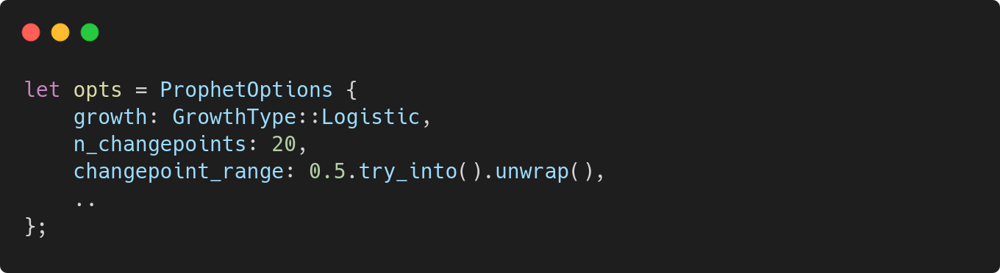 let opts = ProphetOptions {
    growth: GrowthType::Logistic,
    n_changepoints: 20,
    changepoint_range: 0.5.try_into().unwrap(),
    ..
};